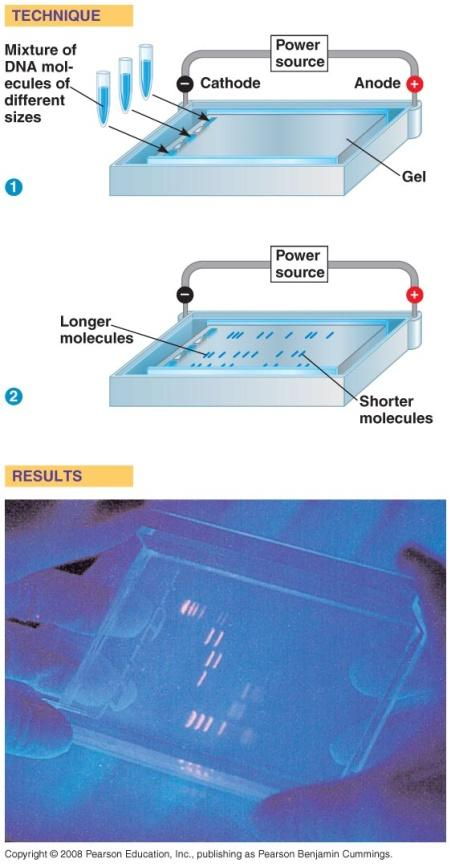 TECHNIQUE
Mixture of
DNA mol-
ecules of
different
sizes
Power
source
− Cathode
Anode +
Gel
1
Power
source
−
+
Longer
molecules
Shorter
molecules
2
RESULTS
Copyright © 2008 Pearson Education, Inc., publishing as Pearson Benjamin Cummings.